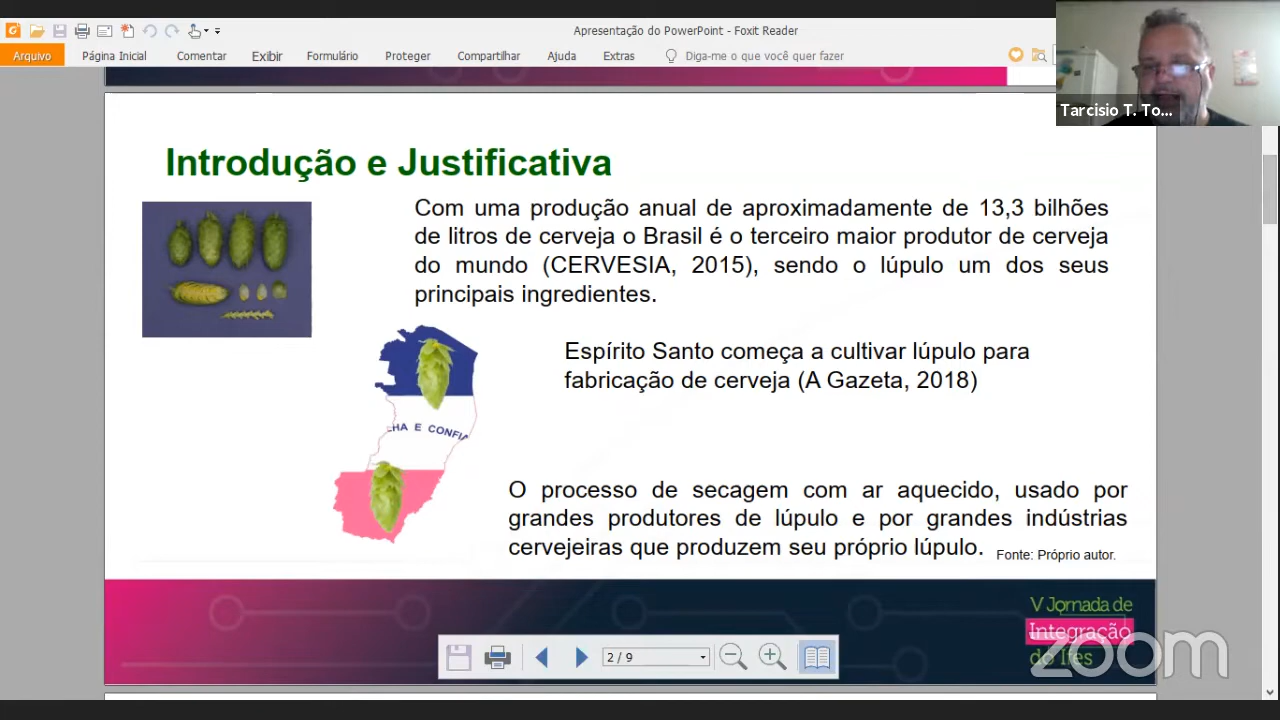 Apresentação do PowerPoint - Foxit Reader
Arquivo Página Inicial Comentar Exibir Formulário Proteger Compartilhar Ajuda Extras Diga-me o que você quer fazer
Tarcisio T. To...
Introdução e Justificativa
Com uma produção anual de aproximadamente de 13,3 bilhões
de litros de cerveja o Brasil é o terceiro maior produtor de cerveja
do mundo (CERVESIA, 2015), sendo o lúpulo um dos seus
principais ingredientes.
Espírito Santo começa a cultivar lúpulo para
fabricação de cerveja (A Gazeta, 2018)
HA E CONFIA
O processo de secagem com ar aquecido, usado por
grandes produtores de lúpulo e por grandes indústrias
cervejeiras que produzem seu próprio lúpulo.
Fonte: Próprio autor.
V Jornada de
Integração
do Ifes
zoom
2 / 9